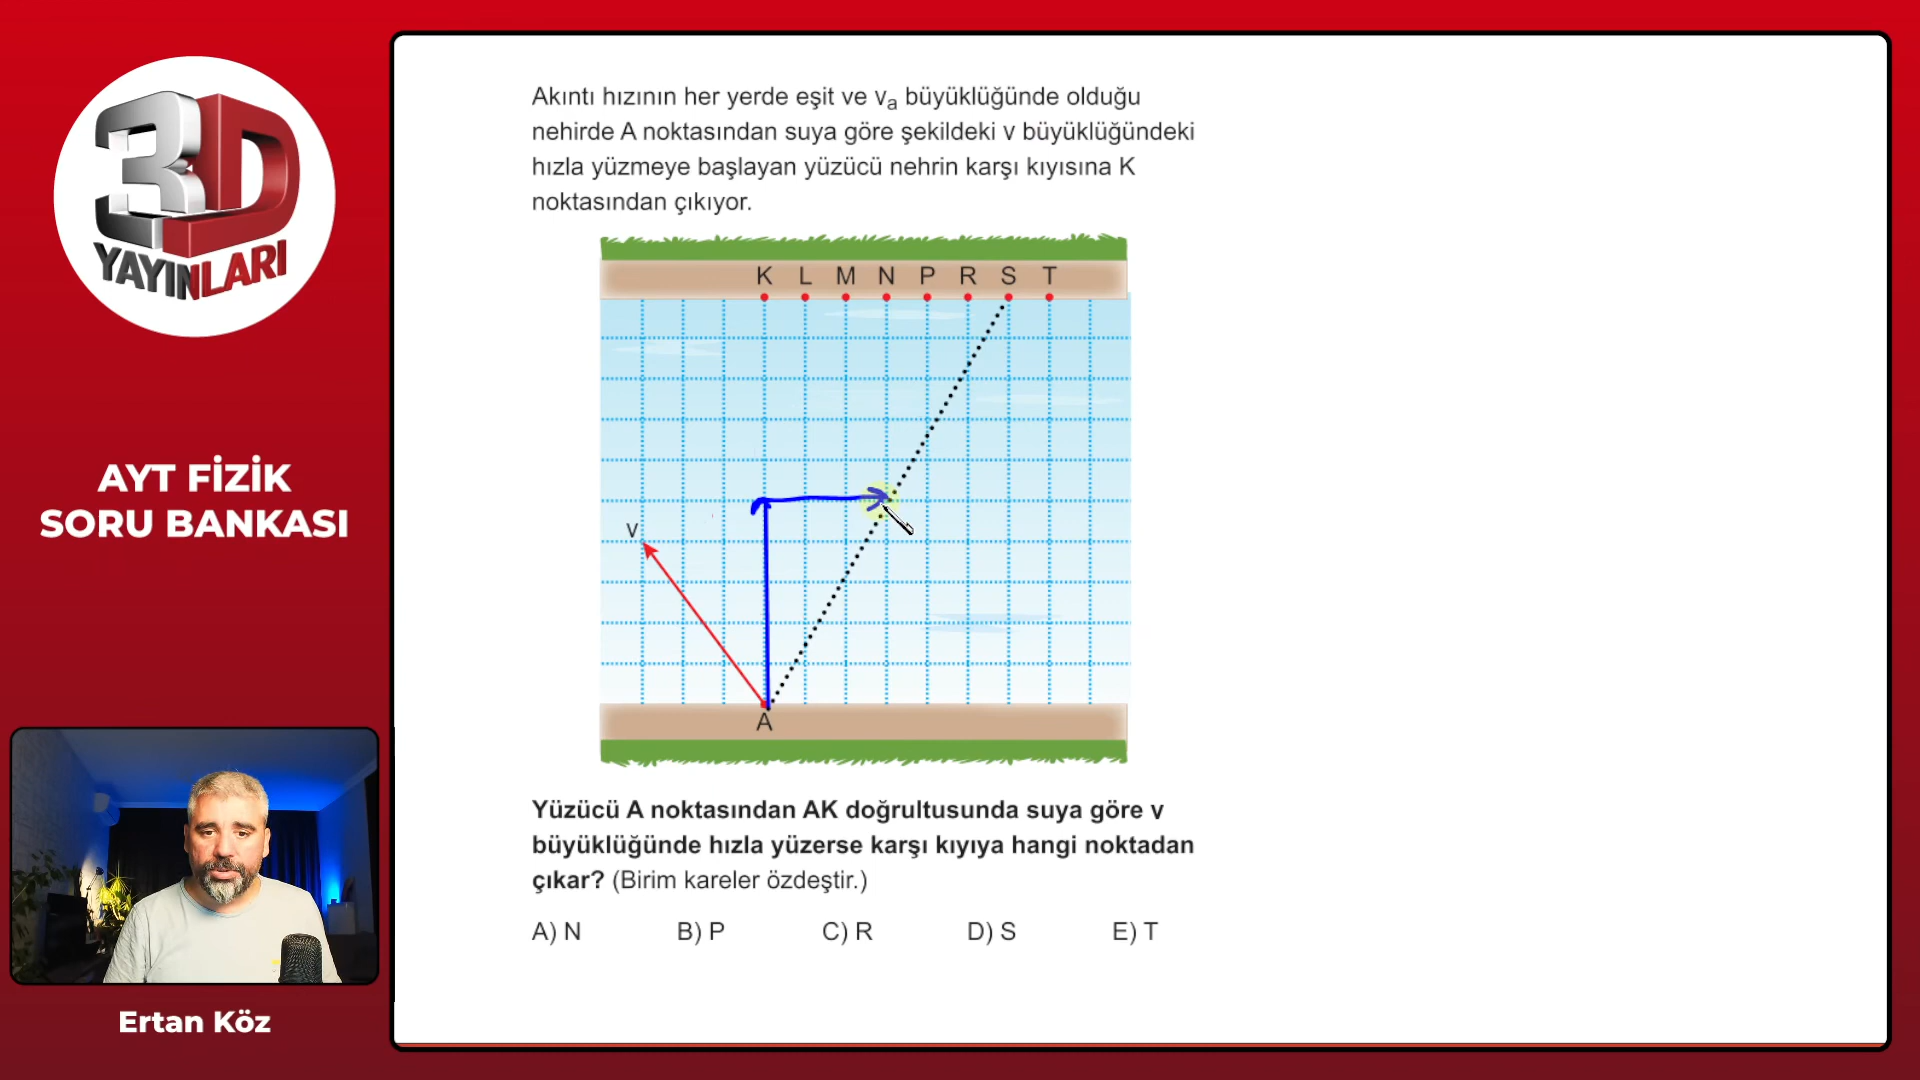 3D
YAYINLARI
AYT FİZİK
SORU BANKASI
Ertan Köz
Akıntı hızının her yerde eşit ve va büyüklüğünde olduğu
nehirde A noktasından suya göre şekildeki v büyüklüğündeki
hızla yüzmeye başlayan yüzücü nehrin karşı kıyısına K
noktasından çıkıyor.
K L M N P R S T
v
A
Yüzücü A noktasından AK doğrultusunda suya göre v
büyüklüğünde hızla yüzerse karşı kıyıya hangi noktadan
çıkar? (Birim kareler özdeştir.)
A) N B) P C) R D) S E) T